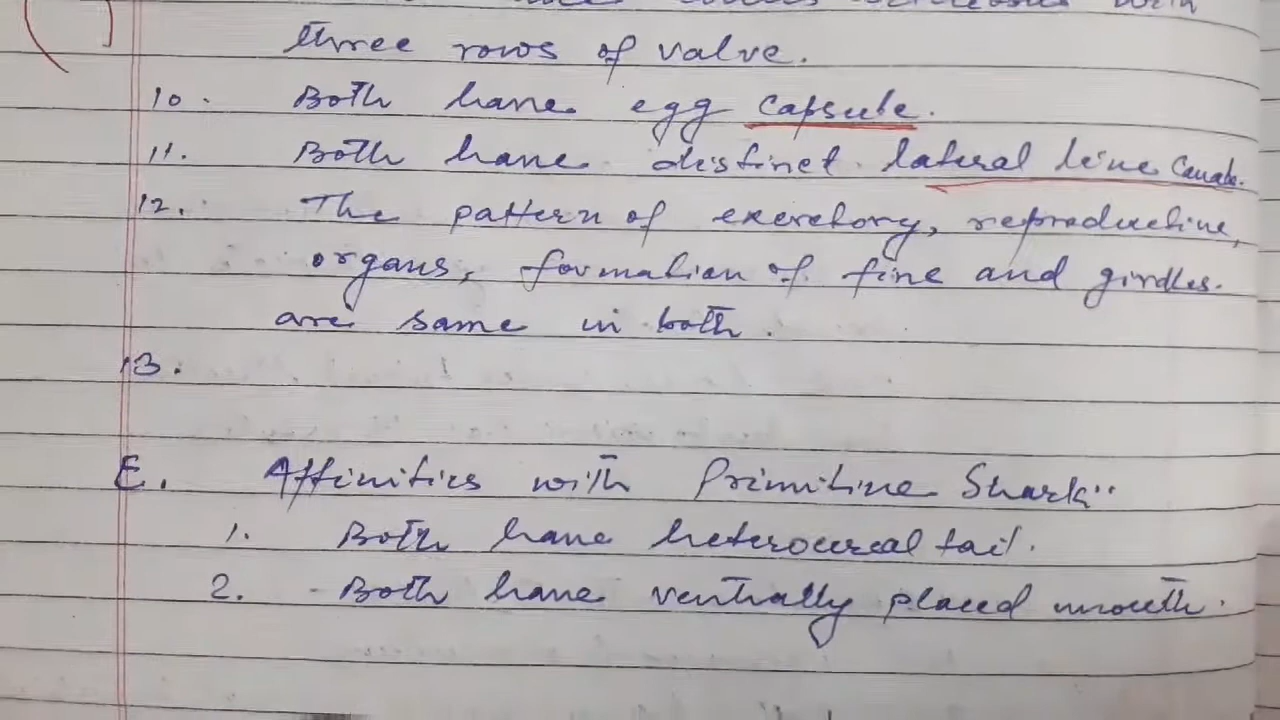 three rows of valve.
10. Both have egg capsule.
11. Both have distinct lateral line canals.
12. The pattern of excretory, reproductive,
organs, formation of fine and girdles.
are same in both.
13.
E. Affinities with Primitive Shark:
1. Both have heterocercal tail.
2. Both have ventrally placed mouth.